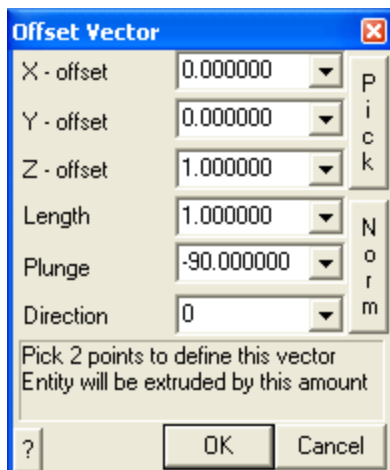 Offset Vector
X - offset 0.000000
Y - offset 0.000000
Z - offset 1.000000
Pick
Length 1.000000
Plunge -90.000000
Direction 0
Norm
Pick 2 points to define this vector
Entity will be extruded by this amount
? OK Cancel